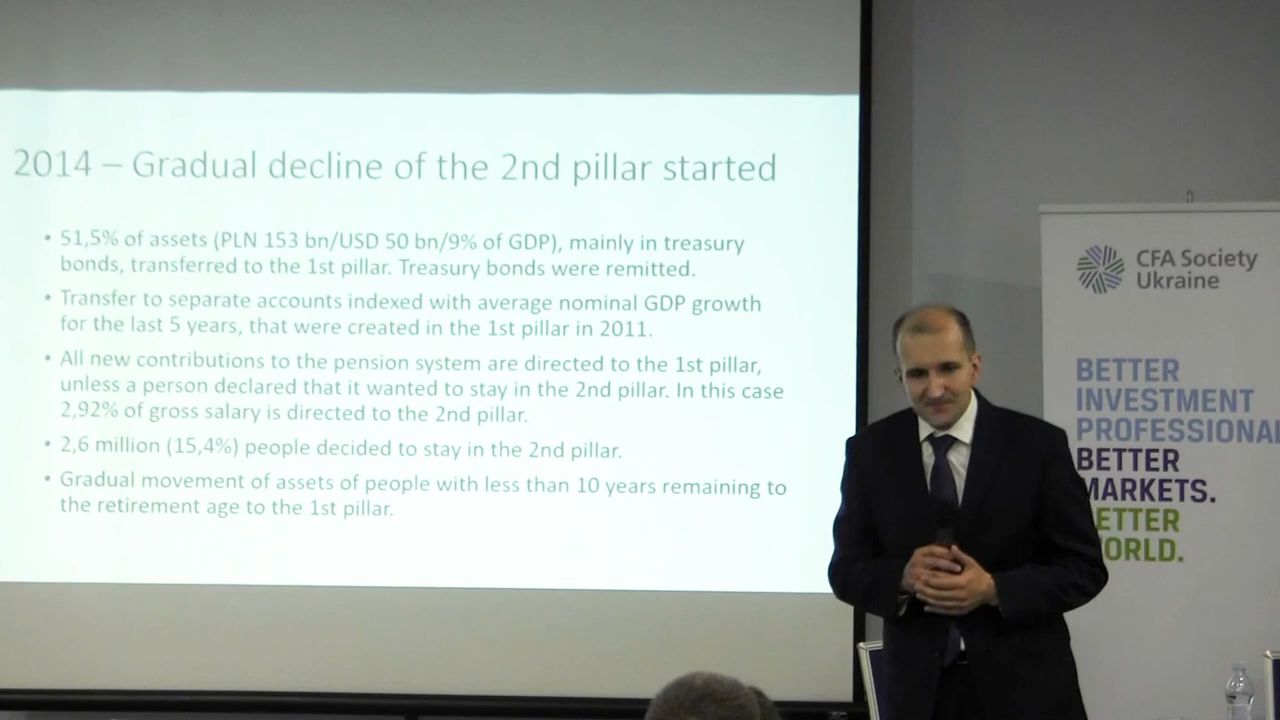 2014 – Gradual decline of the 2nd pillar started
• 51,5% of assets (PLN 153 bn/USD 50 bn/9% of GDP), mainly in treasury
bonds, transferred to the 1st pillar. Treasury bonds were remitted.
• Transfer to separate accounts indexed with average nominal GDP growth
for the last 5 years, that were created in the 1st pillar in 2011.
• All new contributions to the pension system are directed to the 1st pillar,
unless a person declared that it wanted to stay in the 2nd pillar. In this case
2,92% of gross salary is directed to the 2nd pillar.
• 2,6 million (15,4%) people decided to stay in the 2nd pillar.
• Gradual movement of assets of people with less than 10 years remaining to
the retirement age to the 1st pillar.
CFA Society
Ukraine
BETTER
INVESTMENT
PROFESSIONA
BETTER
MARKETS.
ETTER
ORLD.